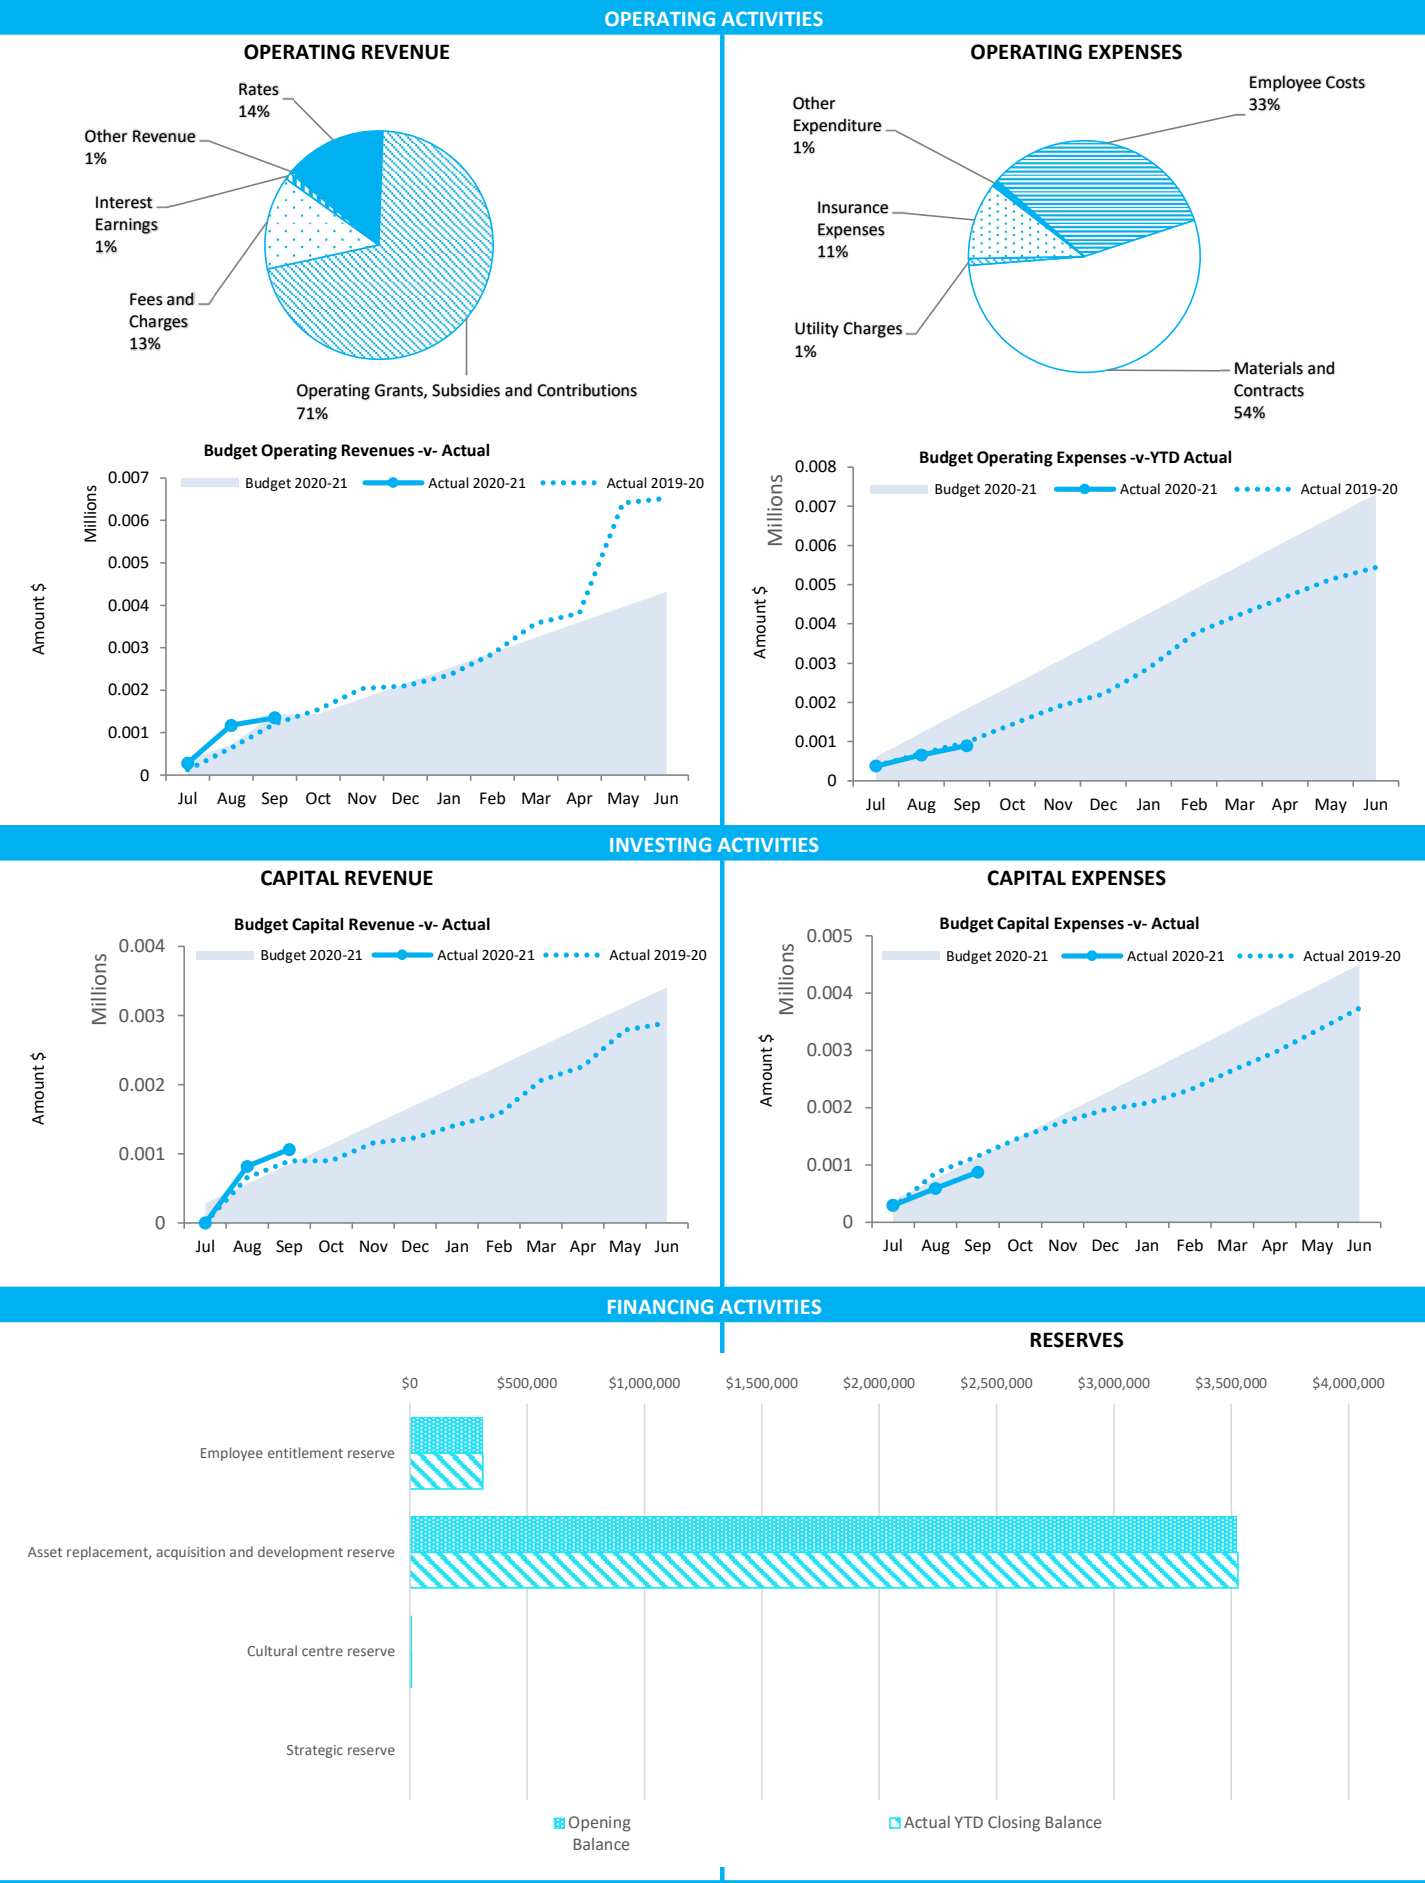 OPERATING ACTIVITIES
OPERATING REVENUE
Rates
14%
Other Revenue
1%
Interest
Earnings
1%
Fees and
Charges
13%
Operating Grants, Subsidies and Contributions
71%
OPERATING EXPENSES
Employee Costs
33%
Other
Expenditure
1%
Insurance
Expenses
11%
Utility Charges
1%
Materials and
Contracts
54%
Budget Operating Revenues -v- Actual
Budget 2020-21 Actual 2020-21 Actual 2019-20
Amount $
Millions
0.007
0.006
0.005
0.004
0.003
0.002
0.001
0
Jul Aug Sep Oct Nov Dec Jan Feb Mar Apr May Jun
Budget Operating Expenses -v-YTD Actual
Budget 2020-21 Actual 2020-21 Actual 2019-20
Amount $
Millions
0.008
0.007
0.006
0.005
0.004
0.003
0.002
0.001
0
Jul Aug Sep Oct Nov Dec Jan Feb Mar Apr May Jun
INVESTING ACTIVITIES
CAPITAL REVENUE
Budget Capital Revenue -v- Actual
Budget 2020-21 Actual 2020-21 Actual 2019-20
Amount $
Millions
0.004
0.003
0.002
0.001
0
Jul Aug Sep Oct Nov Dec Jan Feb Mar Apr May Jun
CAPITAL EXPENSES
Budget Capital Expenses -v- Actual
Budget 2020-21 Actual 2020-21 Actual 2019-20
Amount $
Millions
0.005
0.004
0.003
0.002
0.001
0
Jul Aug Sep Oct Nov Dec Jan Feb Mar Apr May Jun
FINANCING ACTIVITIES
RESERVES
$0 $500,000 $1,000,000 $1,500,000 $2,000,000 $2,500,000 $3,000,000 $3,500,000 $4,000,000
Employee entitlement reserve
Asset replacement, acquisition and development reserve
Cultural centre reserve
Strategic reserve
Opening
Balance
Actual YTD Closing Balance